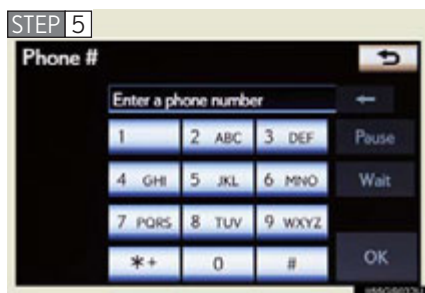 STEP 5
Phone #
Enter a phone number
1 2 ABC 3 DEF Pause
4 GHI 5 JKL 6 MNO Wait
7 PQRS 8 TUV 9 WXYZ
*+ 0 # OK